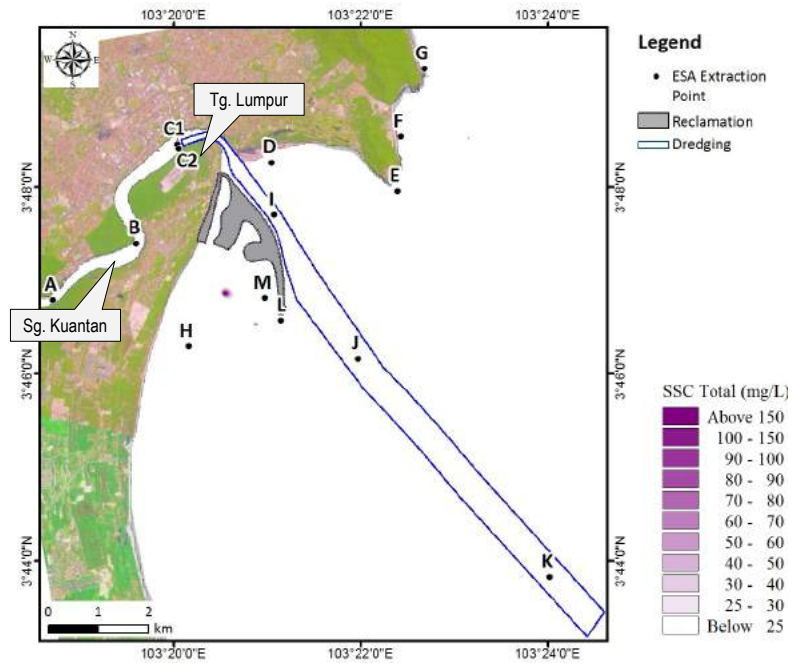 103°20'0"E 103°22'0"E 103°24'0"E
N
W E
S
G
Tg. Lumpur
C1
C2
F
D
E
I
B
A
M
L
Sg. Kuantan
H
J
K
3°48'0"N
3°46'0"N
3°44'0"N
3°48'0"N
3°46'0"N
3°44'0"N
0 1 2
km
103°20'0"E 103°22'0"E 103°24'0"E
Legend
ESA Extraction
Point
Reclamation
Dredging
SSC Total (mg/L)
Above 150
100 - 150
90 - 100
80 - 90
70 - 80
60 - 70
50 - 60
40 - 50
30 - 40
25 - 30
Below 25